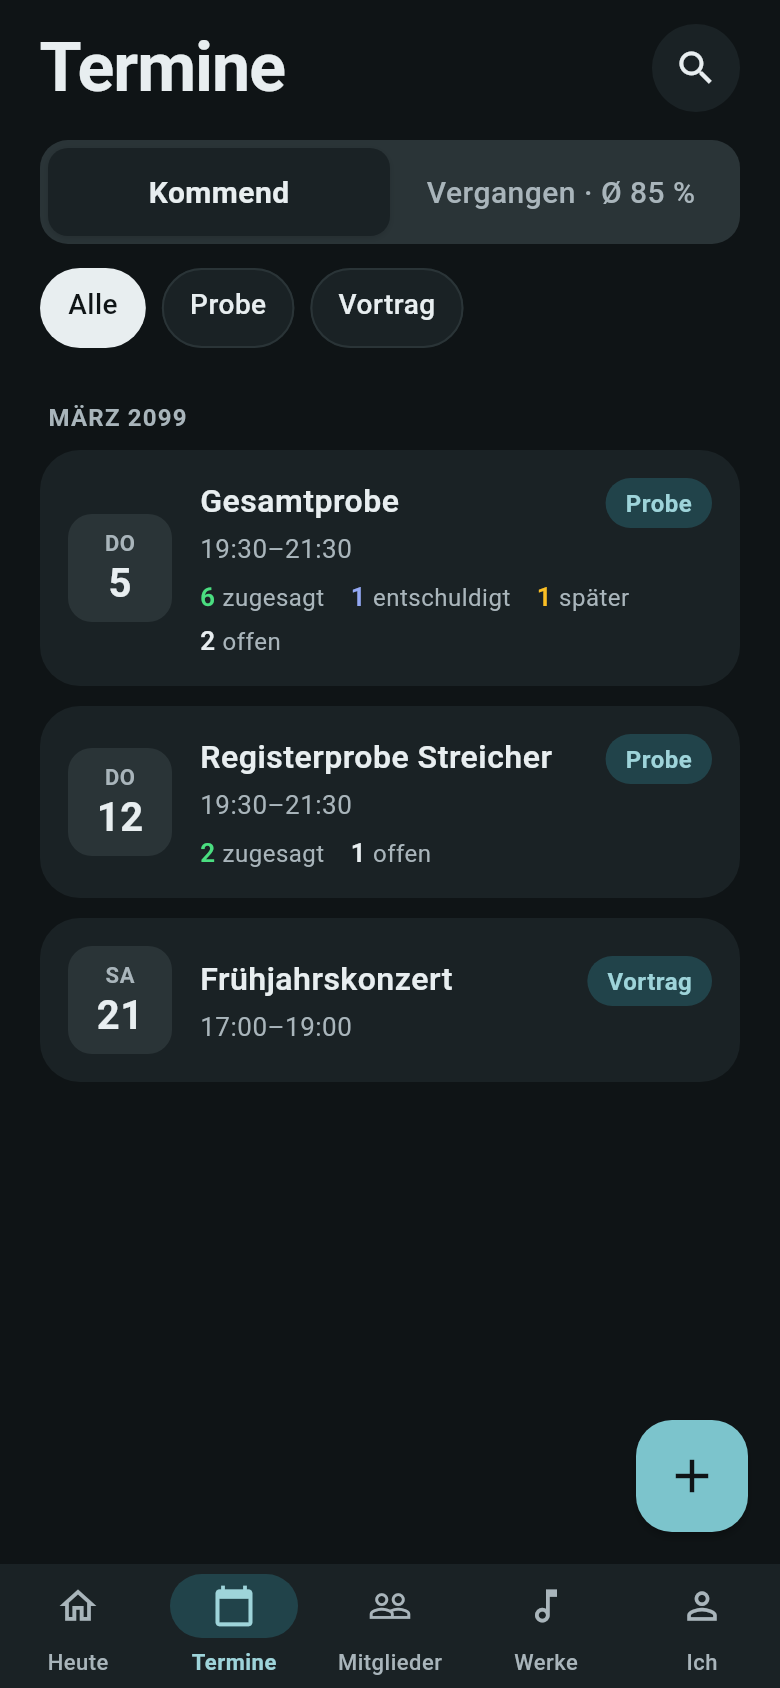 Termine
Kommend
Vergangen · Ø 85 %
Alle
Probe
Vortrag
MÄRZ 2099
DO
5
Gesamtprobe
Probe
19:30–21:30
6 zugesagt 1 entschuldigt 1 später
2 offen
DO
12
Registerprobe Streicher
Probe
19:30–21:30
2 zugesagt 1 offen
SA
21
Frühjahrskonzert
Vortrag
17:00–19:00
Heute
Termine
Mitglieder
Werke
Ich